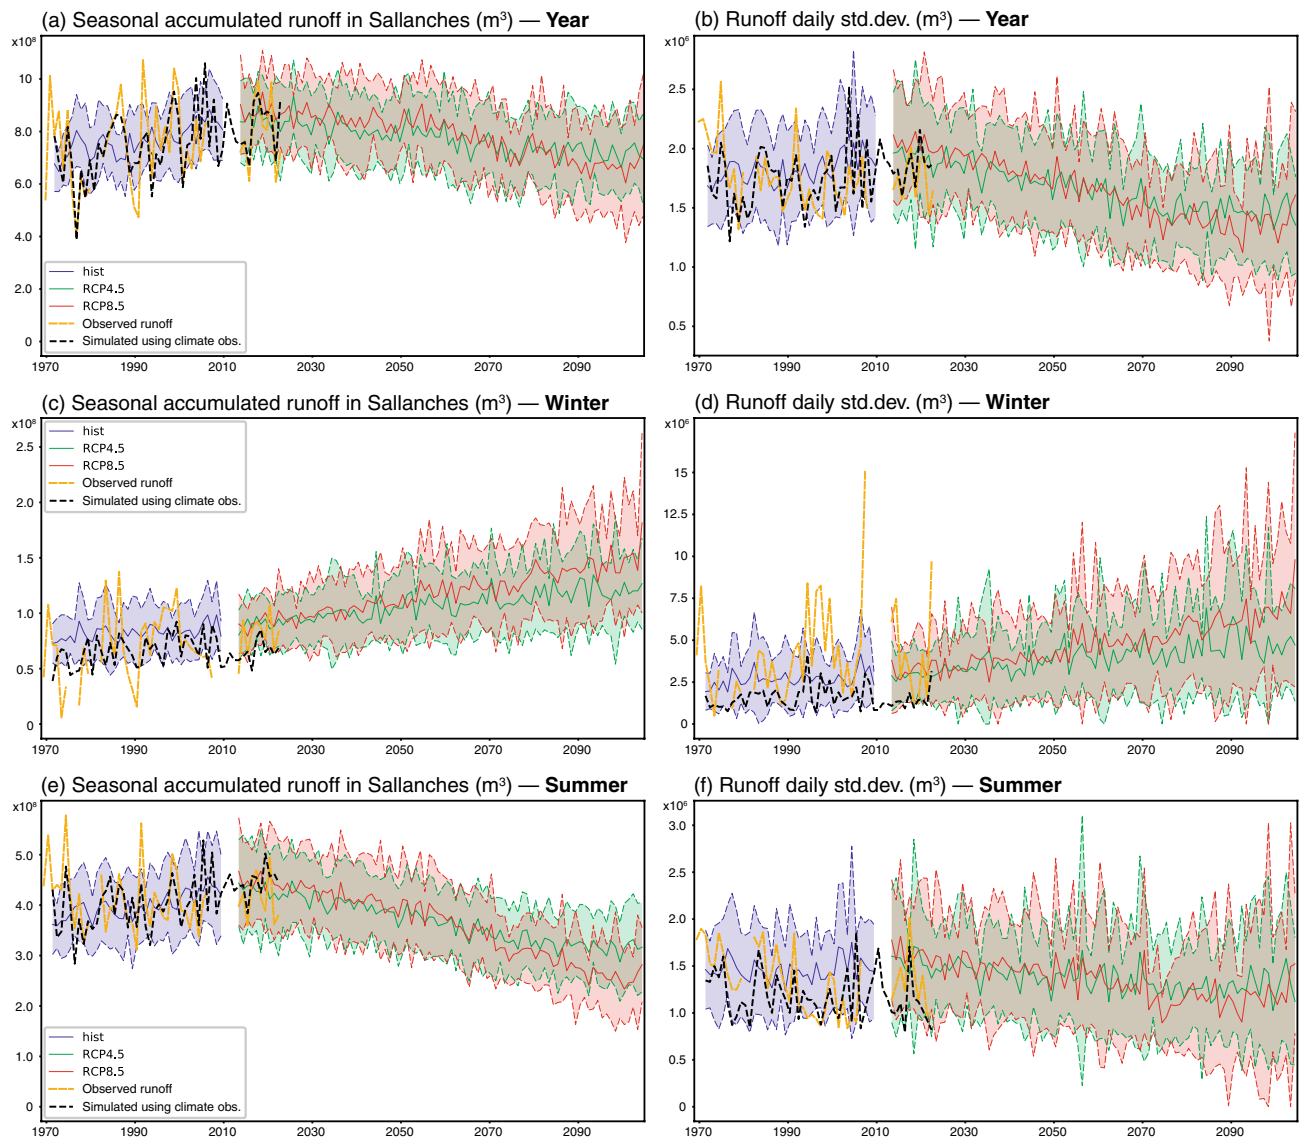 (a) Seasonal accumulated runoff in Sallanches (m³) — Year
x10⁸
10
8.0
6.0
4.0
2.0
0
hist
RCP4.5
RCP8.5
Observed runoff
Simulated using climate obs.
1970 1990 2010 2030 2050 2070 2090
(b) Runoff daily std.dev. (m³) — Year
x10⁶
2.5
2.0
1.5
1.0
0.5
1970 1990 2010 2030 2050 2070 2090
(c) Seasonal accumulated runoff in Sallanches (m³) — Winter
x10⁸
2.5
2.0
1.5
1.0
0.5
0
hist
RCP4.5
RCP8.5
Observed runoff
Simulated using climate obs.
1970 1990 2010 2030 2050 2070 2090
(d) Runoff daily std.dev. (m³) — Winter
x10⁶
15
12.5
10
7.5
5.0
2.5
0
1970 1990 2010 2030 2050 2070 2090
(e) Seasonal accumulated runoff in Sallanches (m³) — Summer
x10⁸
5.0
4.0
3.0
2.0
1.0
0
hist
RCP4.5
RCP8.5
Observed runoff
Simulated using climate obs.
1970 1990 2010 2030 2050 2070 2090
(f) Runoff daily std.dev. (m³) — Summer
x10⁶
3.0
2.5
2.0
1.5
1.0
0.5
0
1970 1990 2010 2030 2050 2070 2090